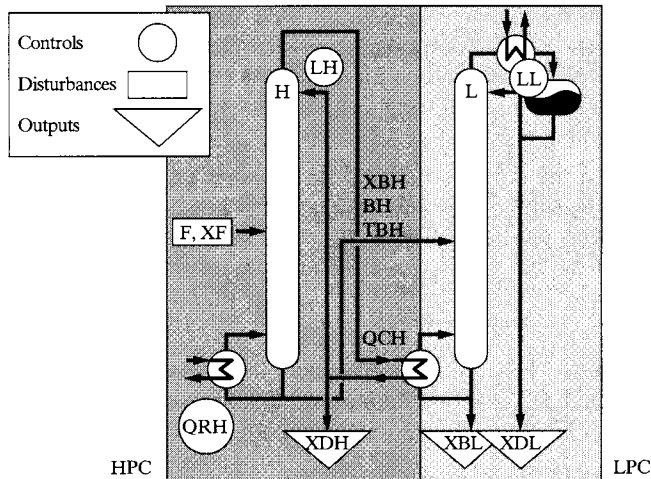 Controls
Disturbances
Outputs
LH
LL
H
L
XBH
BH
TBH
F, XF
QCH
QRH
XDH
XBL
XDL
HPC
LPC